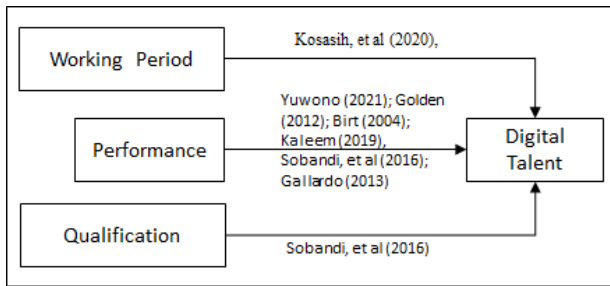 Kosasih, et al (2020),
Working Period
Yuwono (2021); Golden
(2012); Birt (2004);
Kaleem (2019),
Sobandi, et al (2016);
Gallardo (2013)
Performance
Digital
Talent
Qualification
Sobandi, et al (2016)